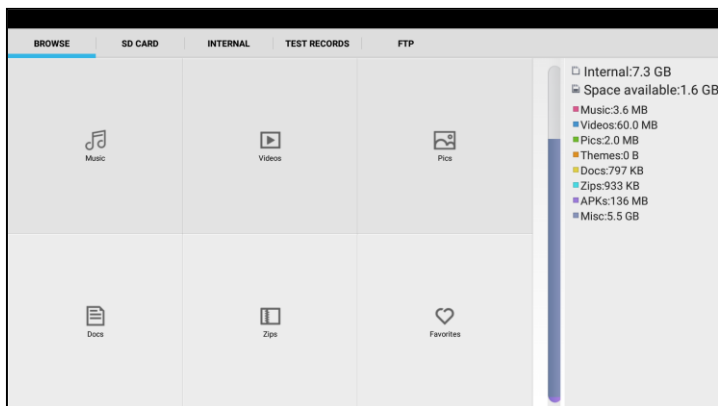 BROWSE SD CARD INTERNAL TEST RECORDS FTP
Music Videos Pics
Docs Zips Favorites
Internal:7.3 GB
Space available:1.6 GB
Music:3.6 MB
Videos:60.0 MB
Pics:2.0 MB
Themes:0 B
Docs:797 KB
Zips:933 KB
APKs:136 MB
Misc:5.5 GB